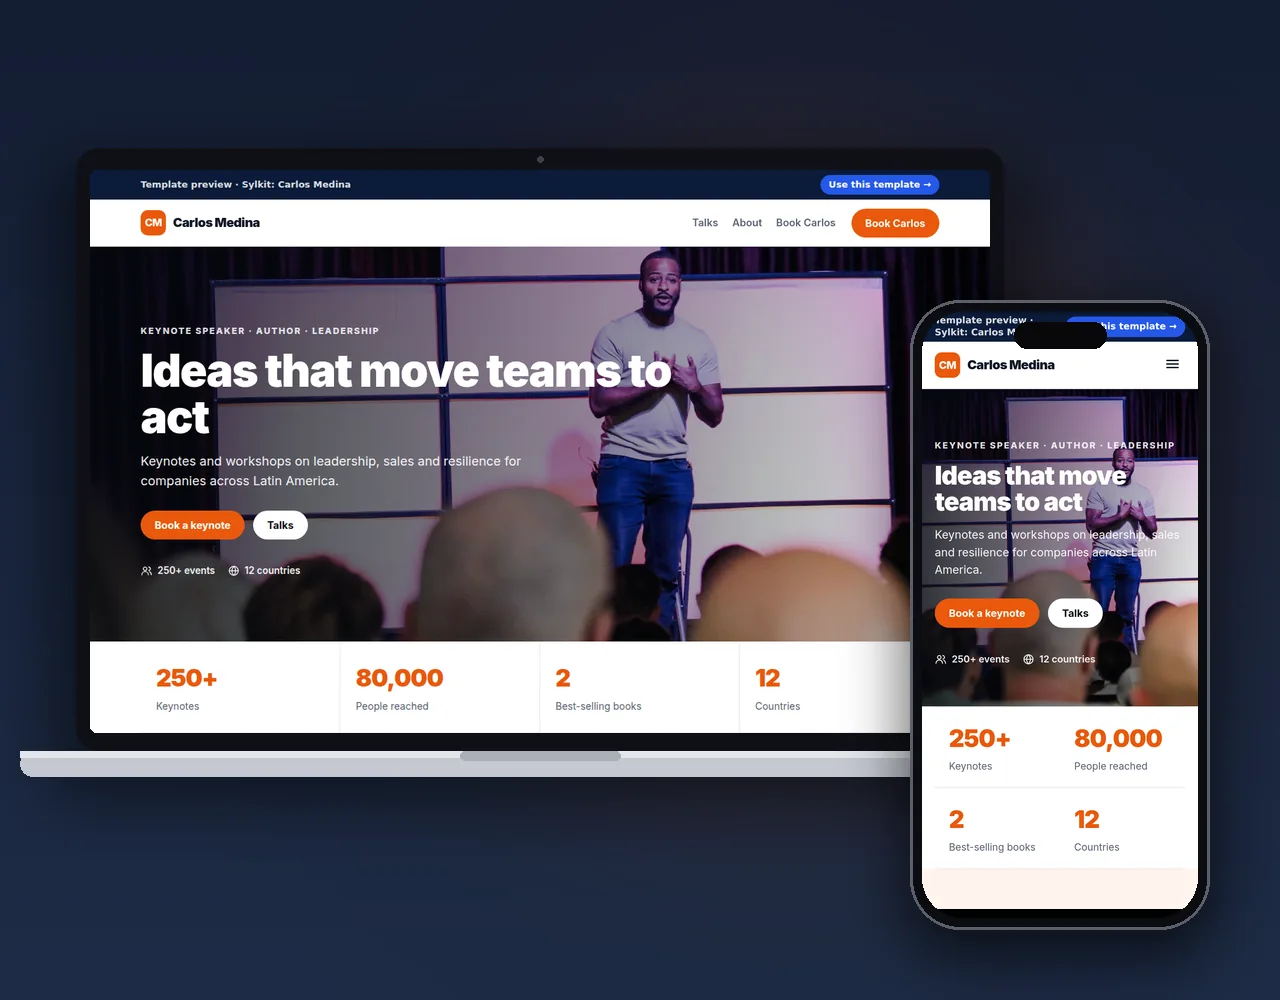 Template preview · Sylkit: Carlos Medina
Use this template →
CM Carlos Medina
Talks About Book Carlos Book Carlos
KEYNOTE SPEAKER · AUTHOR · LEADERSHIP
Ideas that move teams to
act
Keynotes and workshops on leadership, sales and resilience for
companies across Latin America.
Book a keynote Talks
250+ events 12 countries
250+ 80,000 2 12
Keynotes People reached Best-selling books Countries
Template preview ·
Sylkit: Carlos
this template →
CM Carlos Medina
KEYNOTE SPEAKER · AUTHOR · LEADERSHIP
Ideas that move
teams to act
Keynotes and workshops on leadership, sales
and resilience for companies across Latin
America.
Book a keynote Talks
250+ events 12 countries
250+ 80,000
Keynotes People reached
2 12
Best-selling books Countries